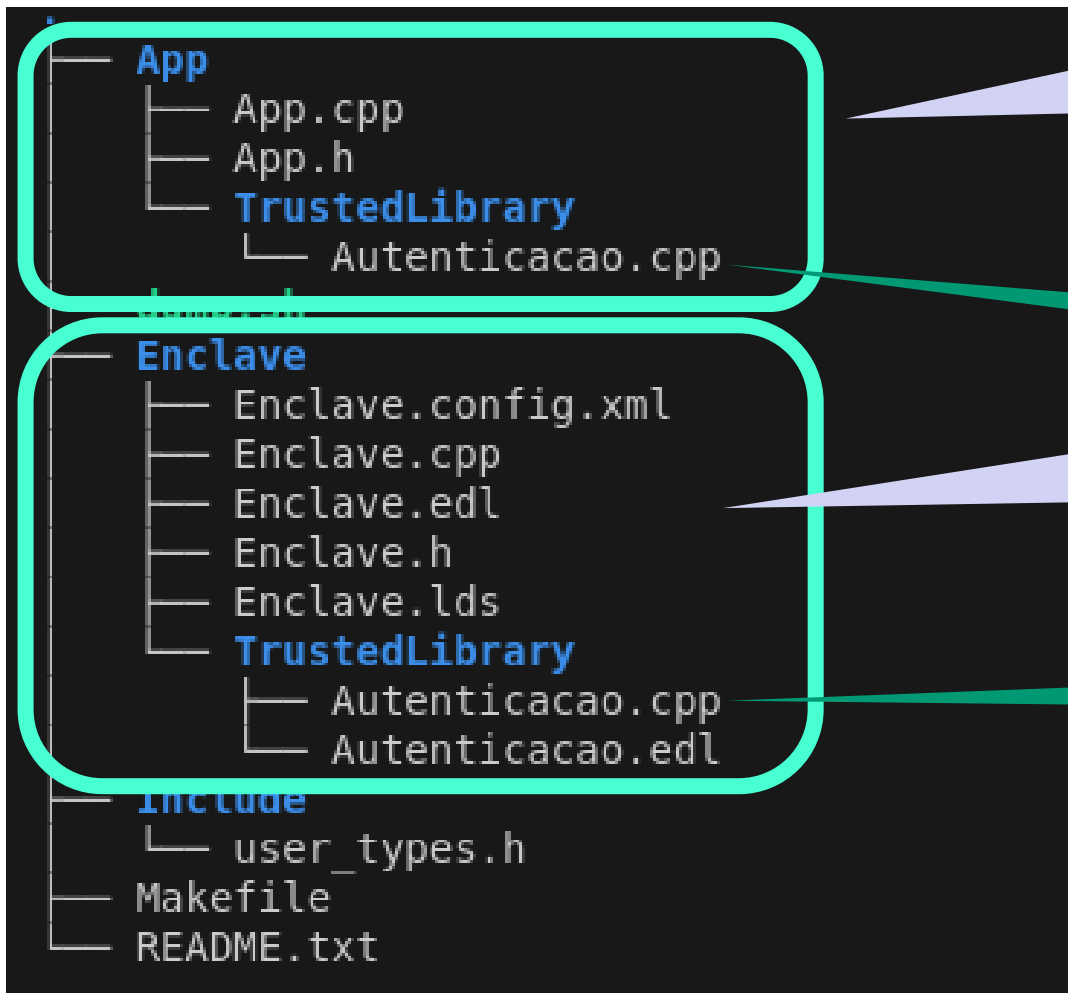 App
App.cpp
App.h
TrustedLibrary
Autenticacao.cpp
Enclave
Enclave.config.xml
Enclave.cpp
Enclave.edl
Enclave.h
Enclave.lds
TrustedLibrary
Autenticacao.cpp
Autenticacao.edl
Include
user_types.h
Makefile
README.txt